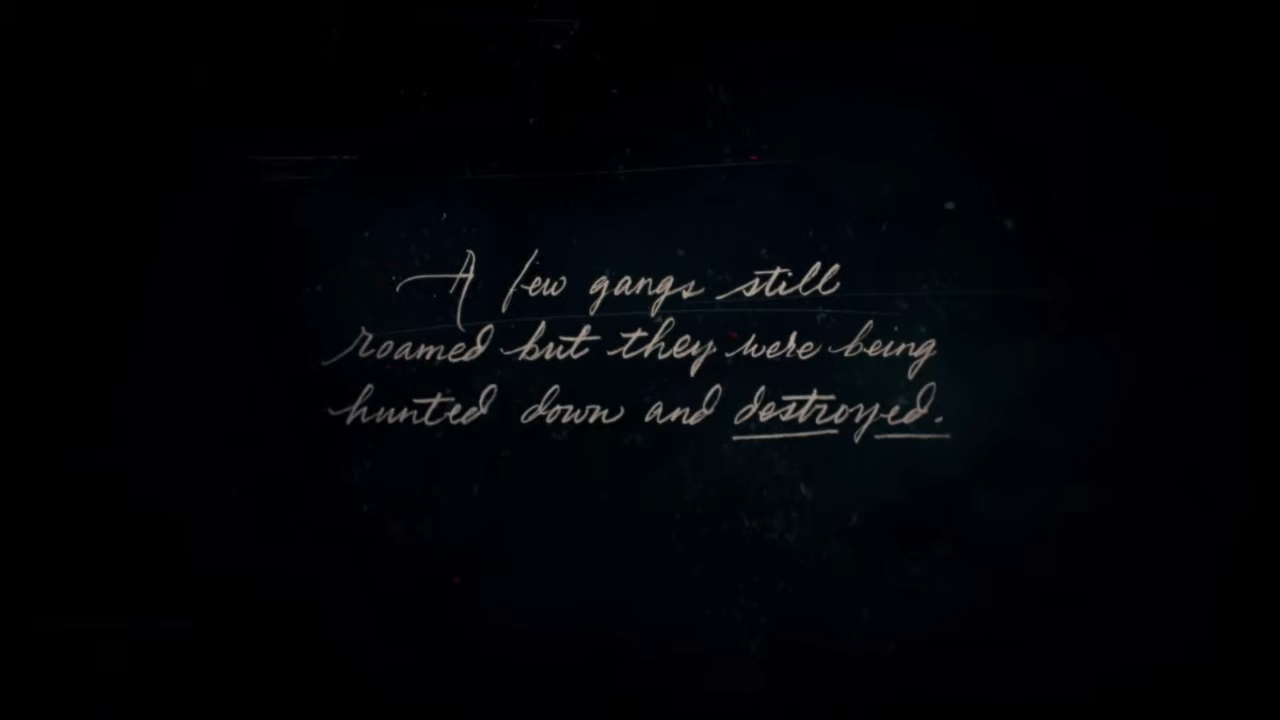 A few gangs still
roamed but they were being
hunted down and destroyed.